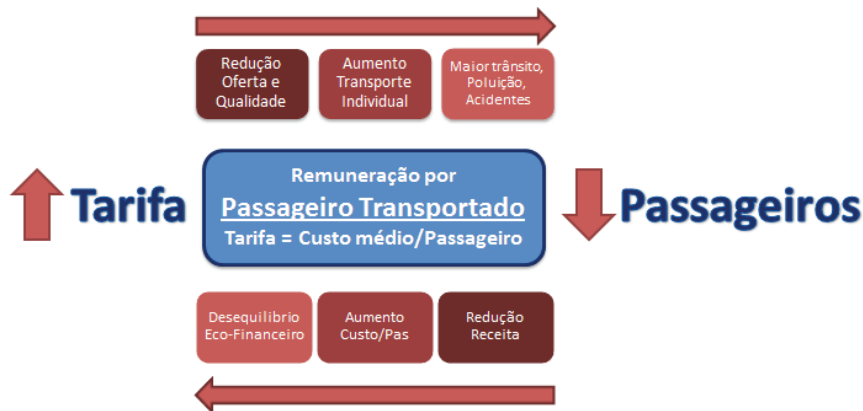 Redução
Oferta e
Qualidade
Aumento
Transporte
Individual
Maior trânsito,
Poluição,
Acidentes
Tarifa
Remuneração por
Passageiro Transportado
Tarifa = Custo médio/Passageiro
Passageiros
Desequilibrio
Eco-Financeiro
Aumento
Custo/Pas
Redução
Receita